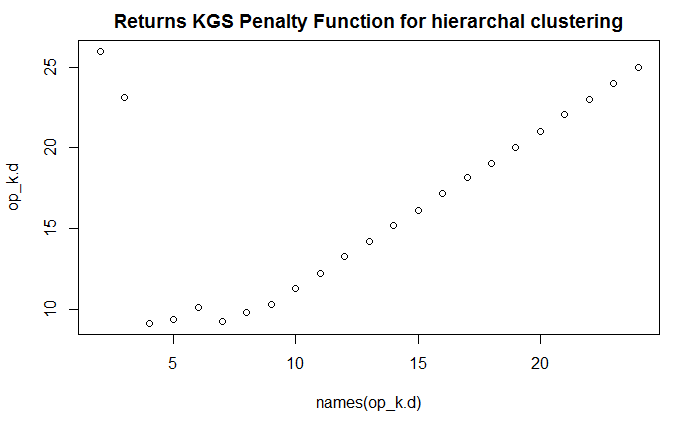 Returns KGS Penalty Function for hierarchal clustering
25
20
15
10
op_k.d
5
10
15
20
names(op_k.d)